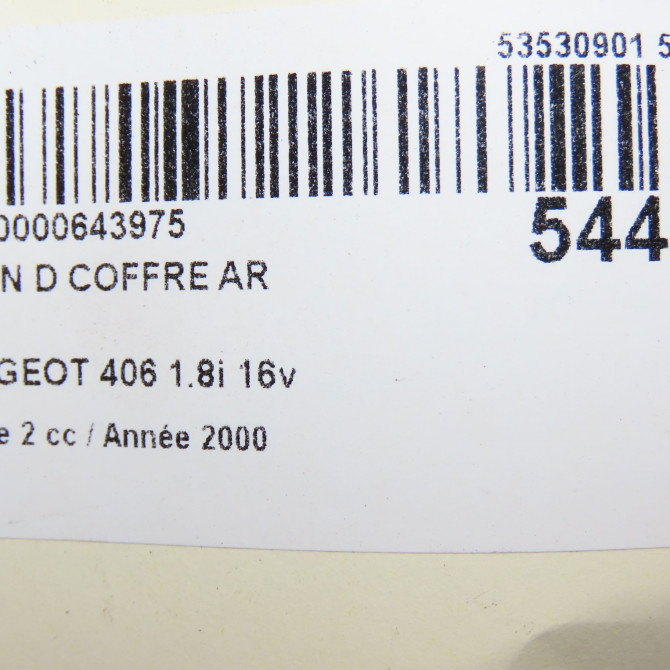 53530901 5
0000643975
544
N D COFFRE AR
GEOT 406 1.8i 16v
e 2 cc / Année 2000